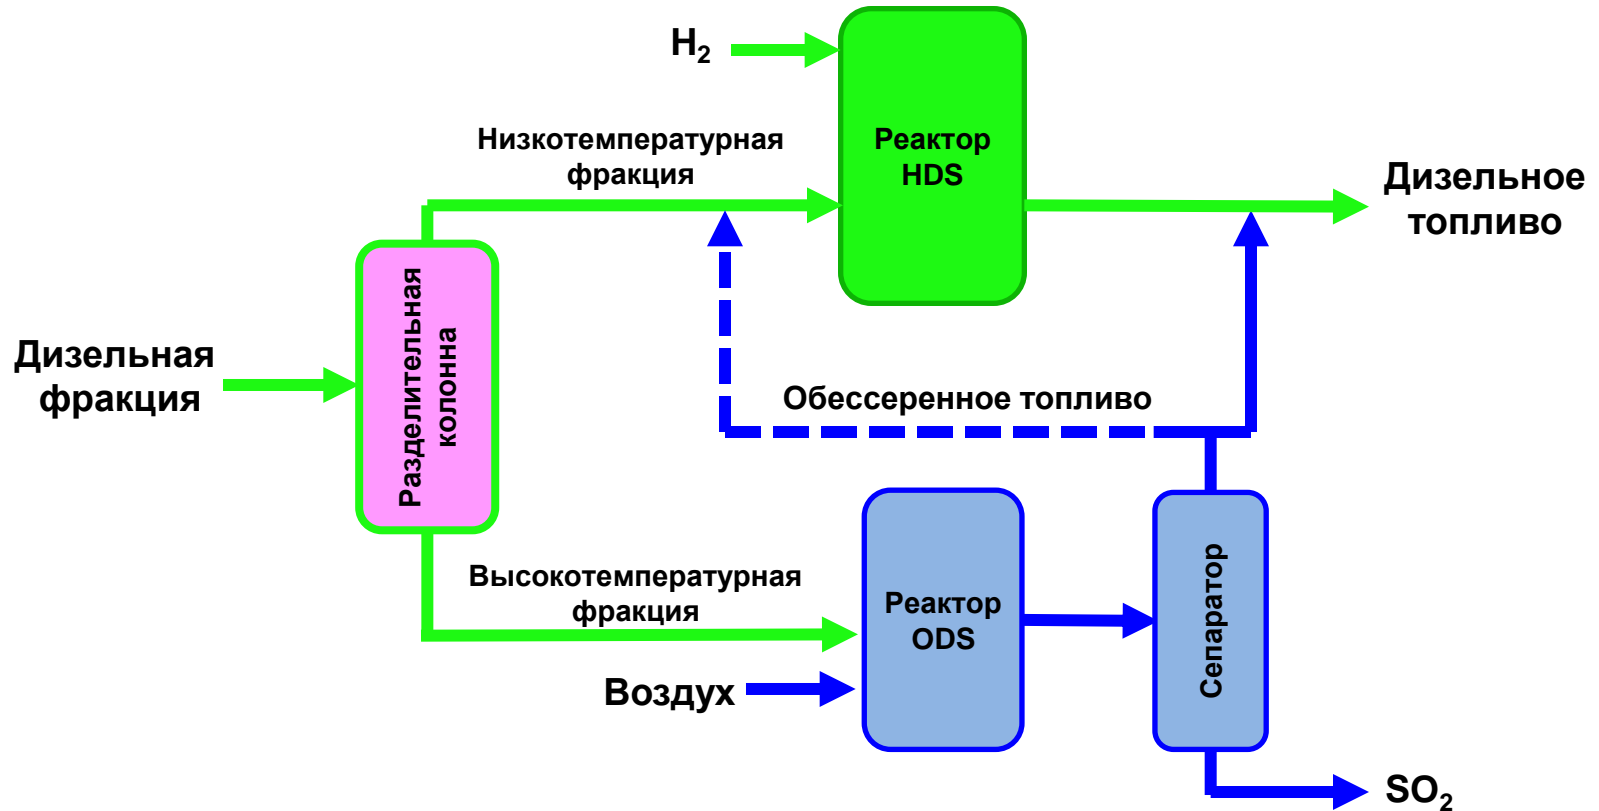 H₂
Низкотемпературная
фракция
Реактор
HDS
Дизельное
топливо
Разделительная
колонна
Дизельная
фракция
Обессеренное топливо
Высокотемпературная
фракция
Реактор
ODS
Сепаратор
Воздух
SO₂